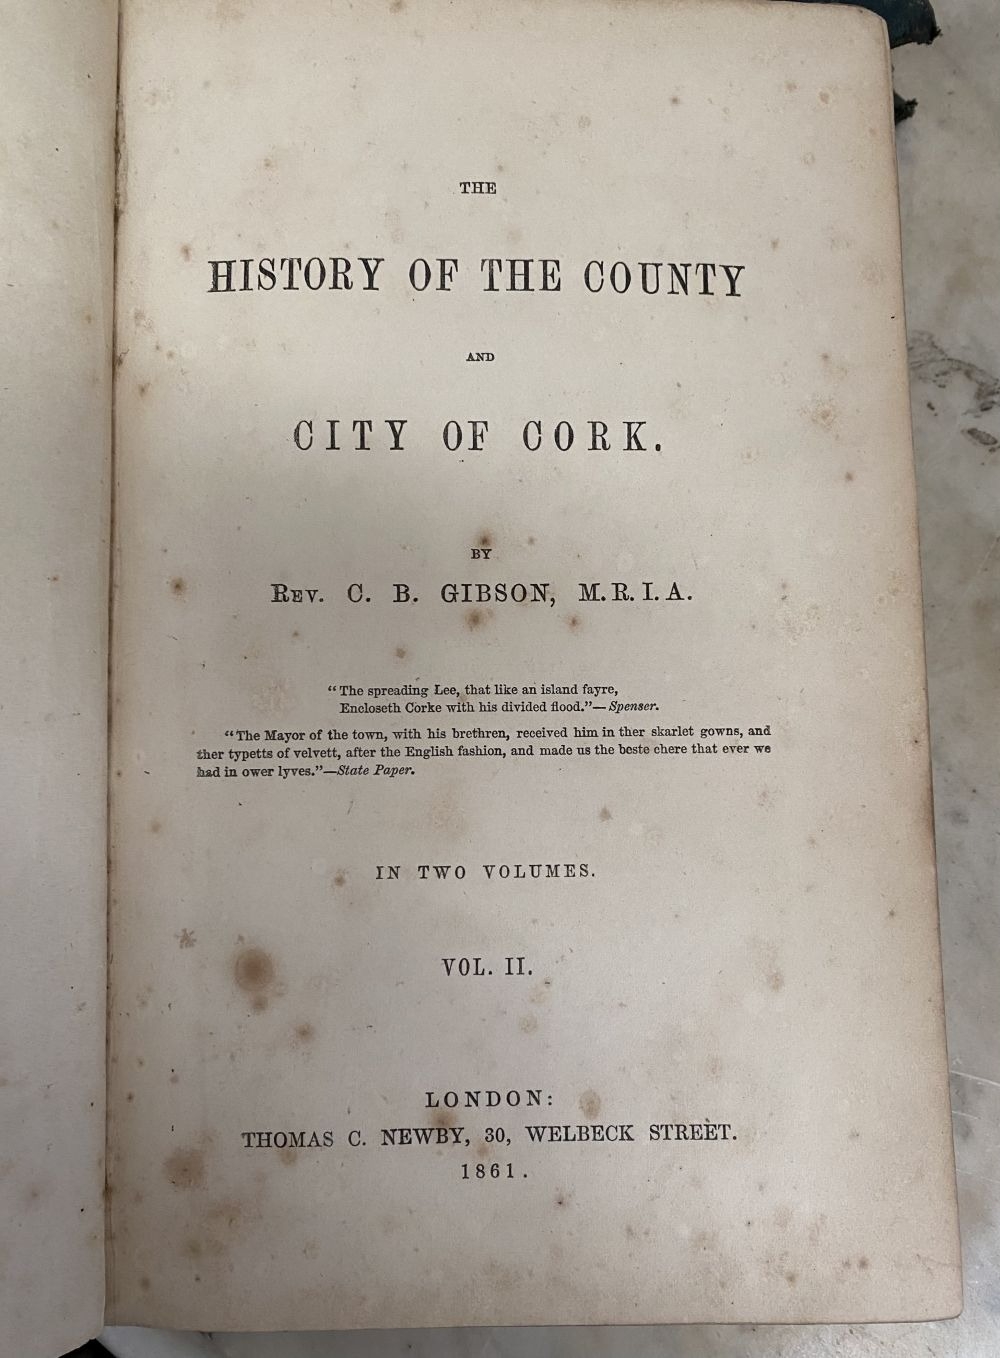 THE
HISTORY OF THE COUNTY
AND
CITY OF CORK.
BY
REV. C. B. GIBSON, M.R.I.A.
“The spreading Lee, that like an island fayre,
Encloseth Corke with his divided flood.”—Spenser.
“The Mayor of the town, with his brethren, received him in ther skarlet gowns, and
ther typetts of velvett, after the English fashion, and made us the beste chere that ever we
had in ower lyves.”—State Paper.
IN TWO VOLUMES.
VOL. II.
LONDON:
THOMAS C. NEWBY, 30, WELBECK STREET.
1861.